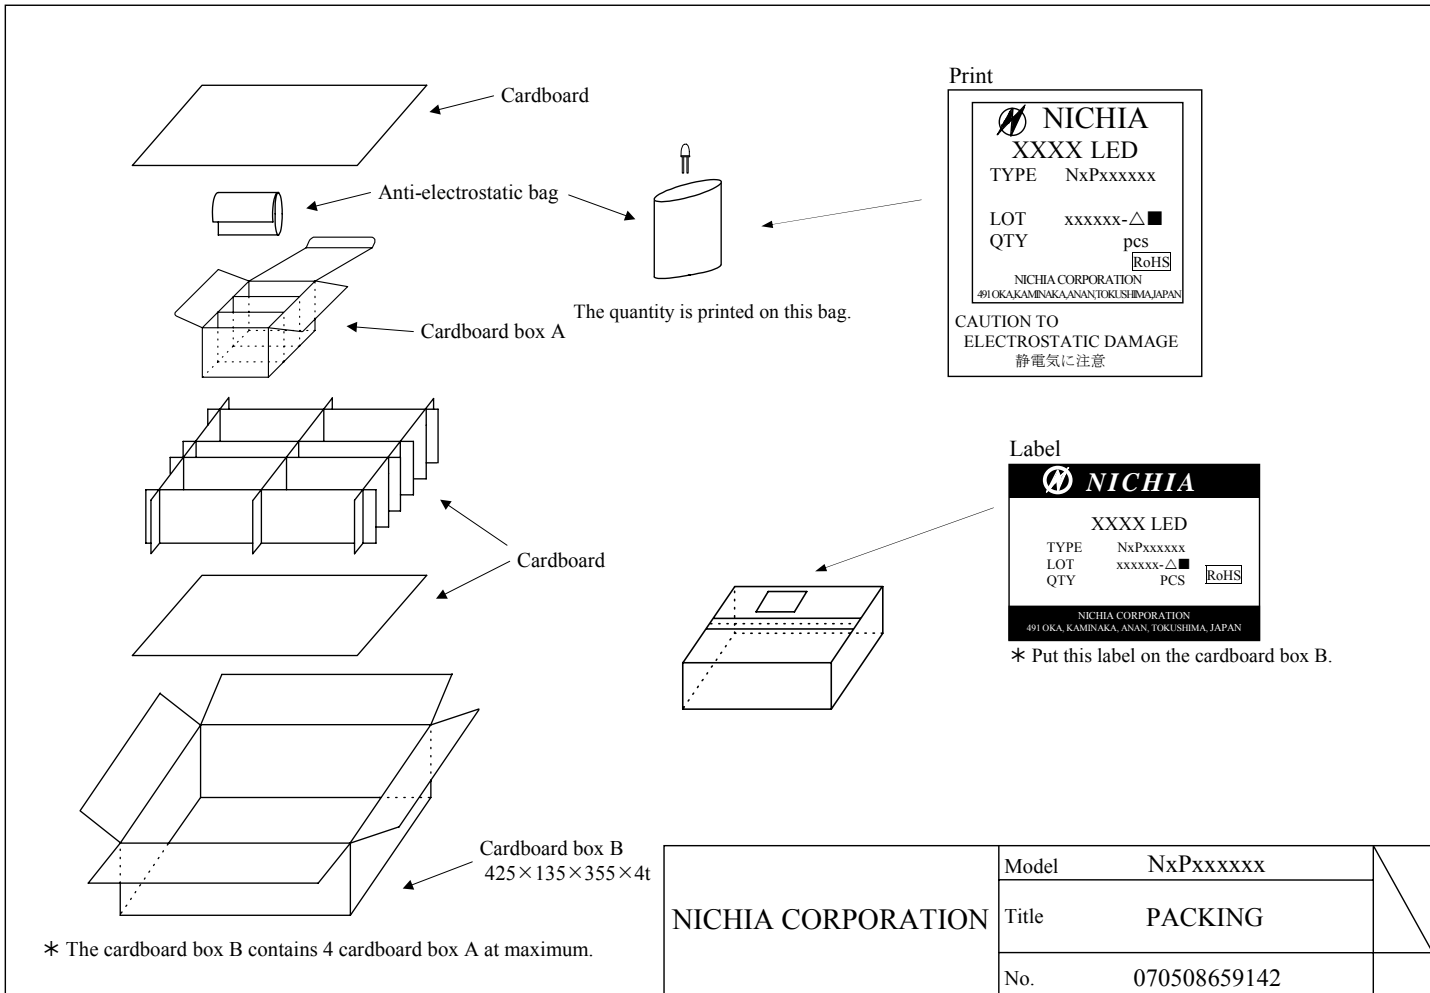 Cardboard
Anti-electrostatic bag
Cardboard box A
Cardboard
Cardboard box B
425×135×355×4t
＊ The cardboard box B contains 4 cardboard box A at maximum.
The quantity is printed on this bag.
Print
NICHIA
XXXX LED
TYPE NxPxxxxxx
LOT xxxxxx-△■
QTY pcs
RoHS
NICHIA CORPORATION
491 OKA,KAMINAKA,ANAN,TOKUSHIMA,JAPAN
CAUTION TO
ELECTROSTATIC DAMAGE
静電気に注意
Label
NICHIA
XXXX LED
TYPE NxPxxxxxx
LOT xxxxxx-△■
QTY PCS RoHS
NICHIA CORPORATION
491 OKA, KAMINAKA, ANAN, TOKUSHIMA, JAPAN
＊ Put this label on the cardboard box B.
NICHIA CORPORATION
Model NxPxxxxxx
Title PACKING
No. 070508659142